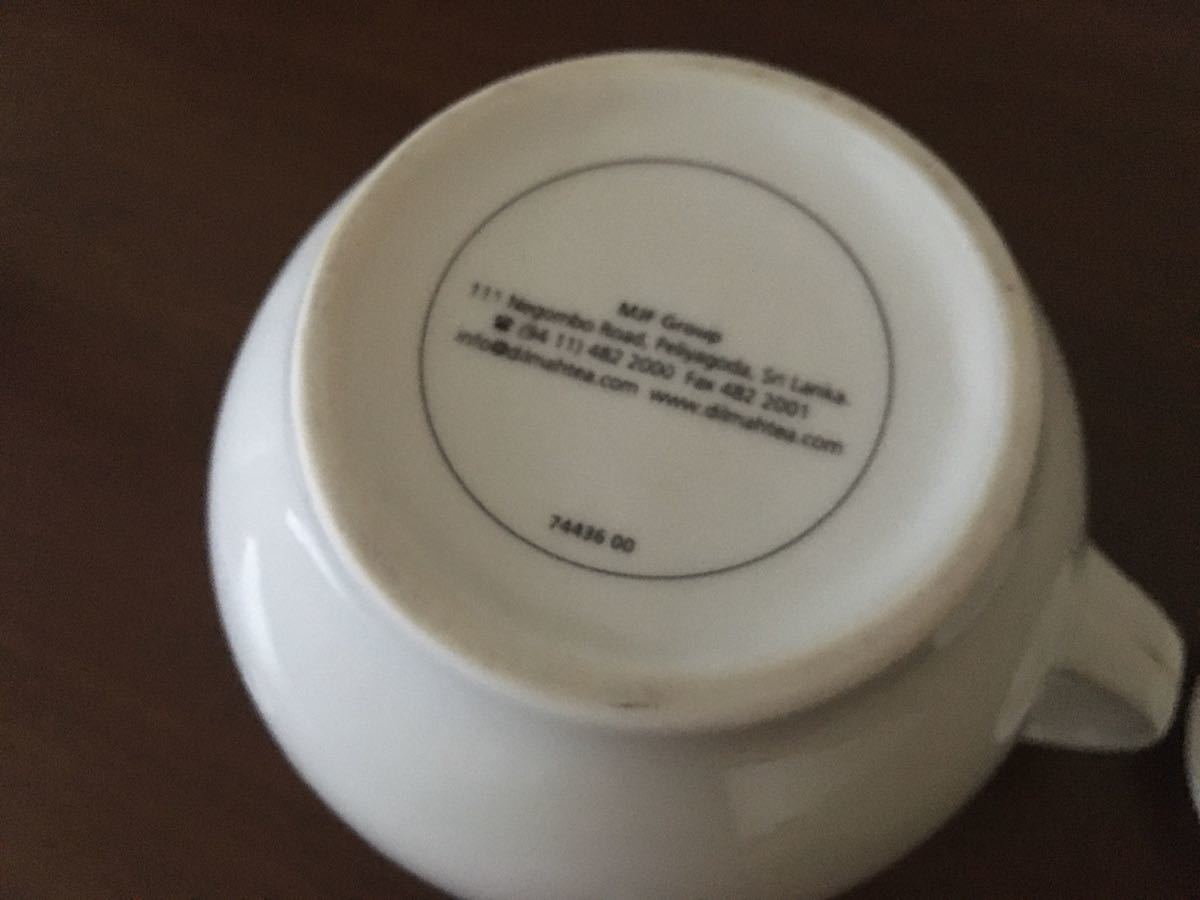 MJF Group
111 Negombo Road, Peliyagoda, Sri Lanka.
☎ (94 11) 482 2000 Fax 482 2001
info@dilmahtea.com www.dilmahtea.com
74436 00